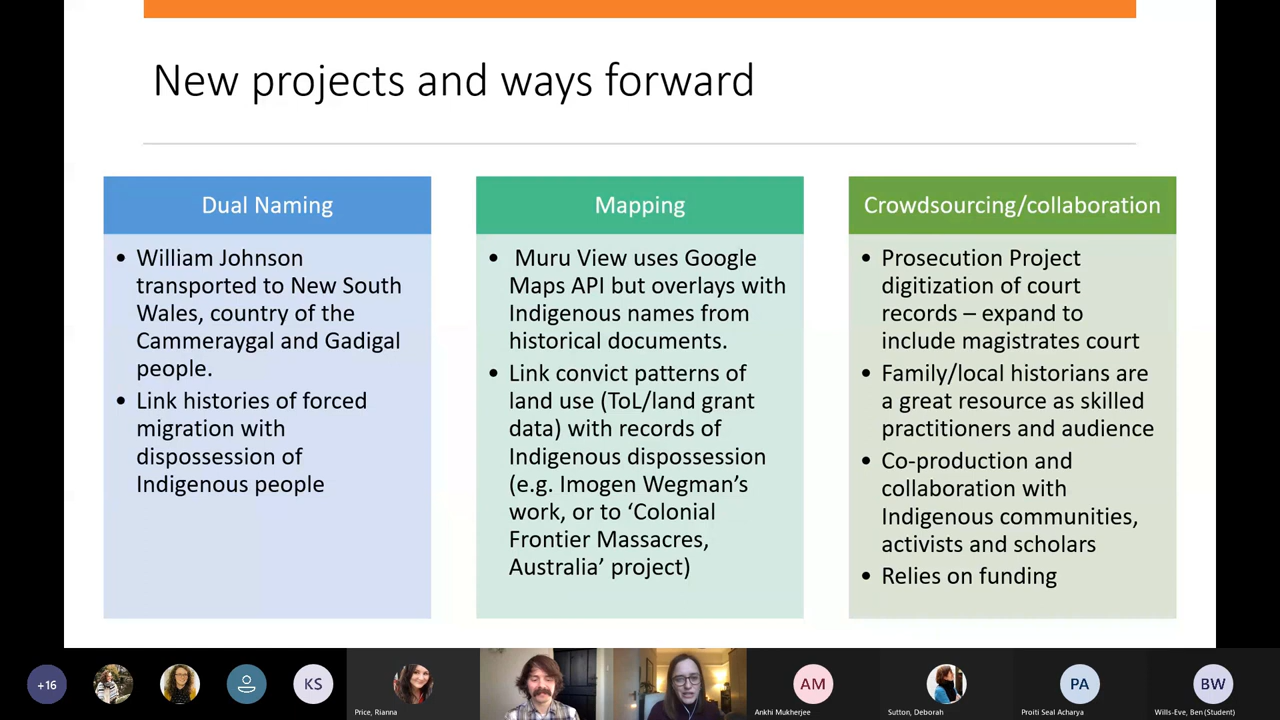 New projects and ways forward
Dual Naming
• William Johnson
transported to New South
Wales, country of the
Cammeraygal and Gadigal
people.
• Link histories of forced
migration with
dispossession of
Indigenous people
Mapping
• Muru View uses Google
Maps API but overlays with
Indigenous names from
historical documents.
• Link convict patterns of
land use (ToL/land grant
data) with records of
Indigenous dispossession
(e.g. Imogen Wegman’s
work, or to ‘Colonial
Frontier Massacres,
Australia’ project)
Crowdsourcing/collaboration
• Prosecution Project
digitization of court
records – expand to
include magistrates court
• Family/local historians are
a great resource as skilled
practitioners and audience
• Co-production and
collaboration with
Indigenous communities,
activists and scholars
• Relies on funding
+16
KS
Price, Rianna
AM
Ankhi Mukherjee
Sutton, Deborah
PA
Proiti Seal Acharya
BW
Wills-Eve, Ben (Student)